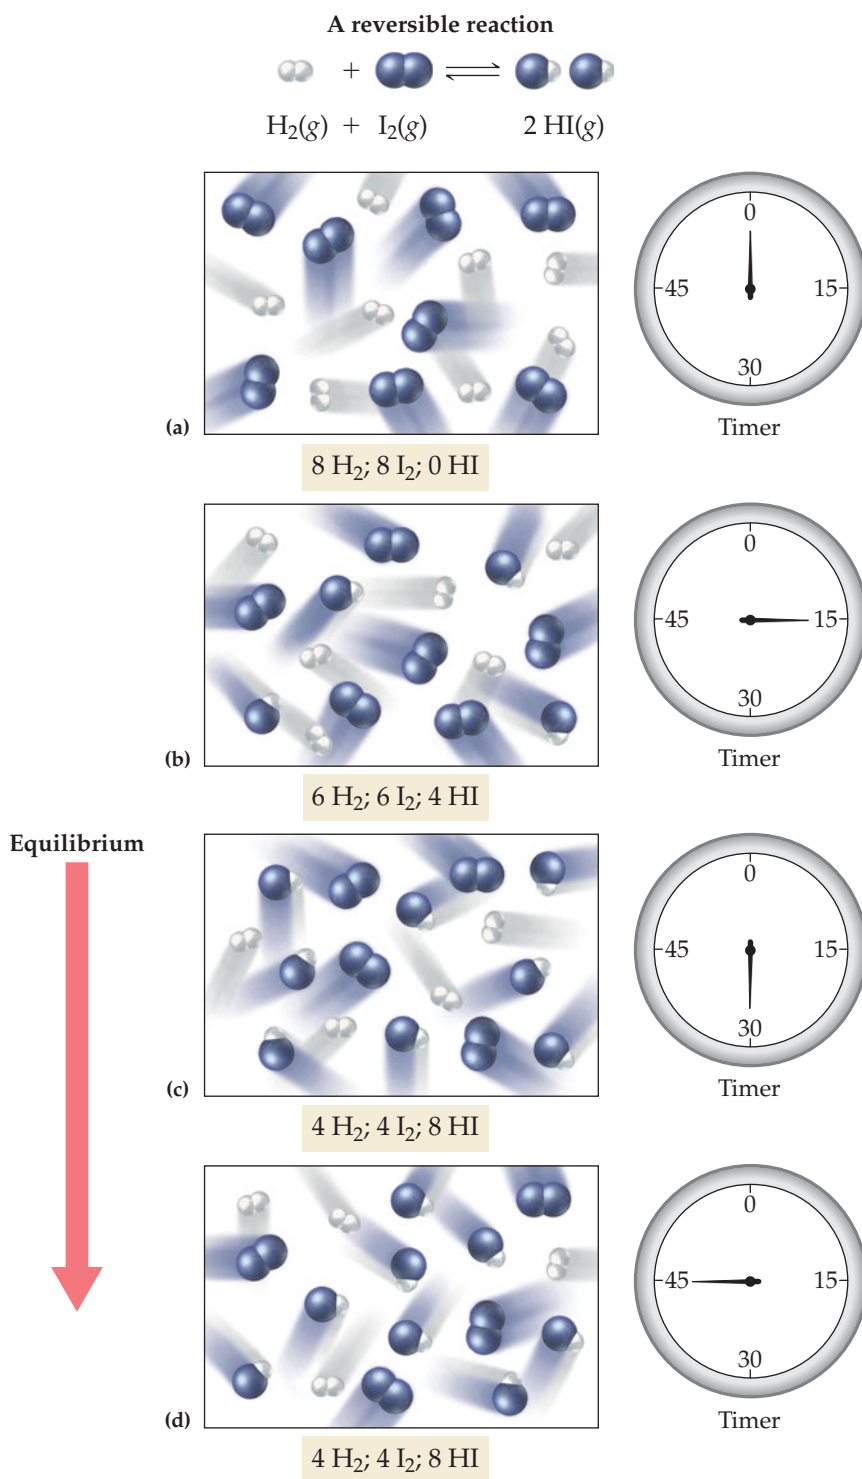 A reversible reaction
+
H₂(g) + I₂(g) 2 HI(g)
0
45 15
30
(a) Timer
8 H₂; 8 I₂; 0 HI
0
45 15
30
(b) Timer
6 H₂; 6 I₂; 4 HI
Equilibrium
0
45 15
30
(c) Timer
4 H₂; 4 I₂; 8 HI
0
45 15
30
(d) Timer
4 H₂; 4 I₂; 8 HI